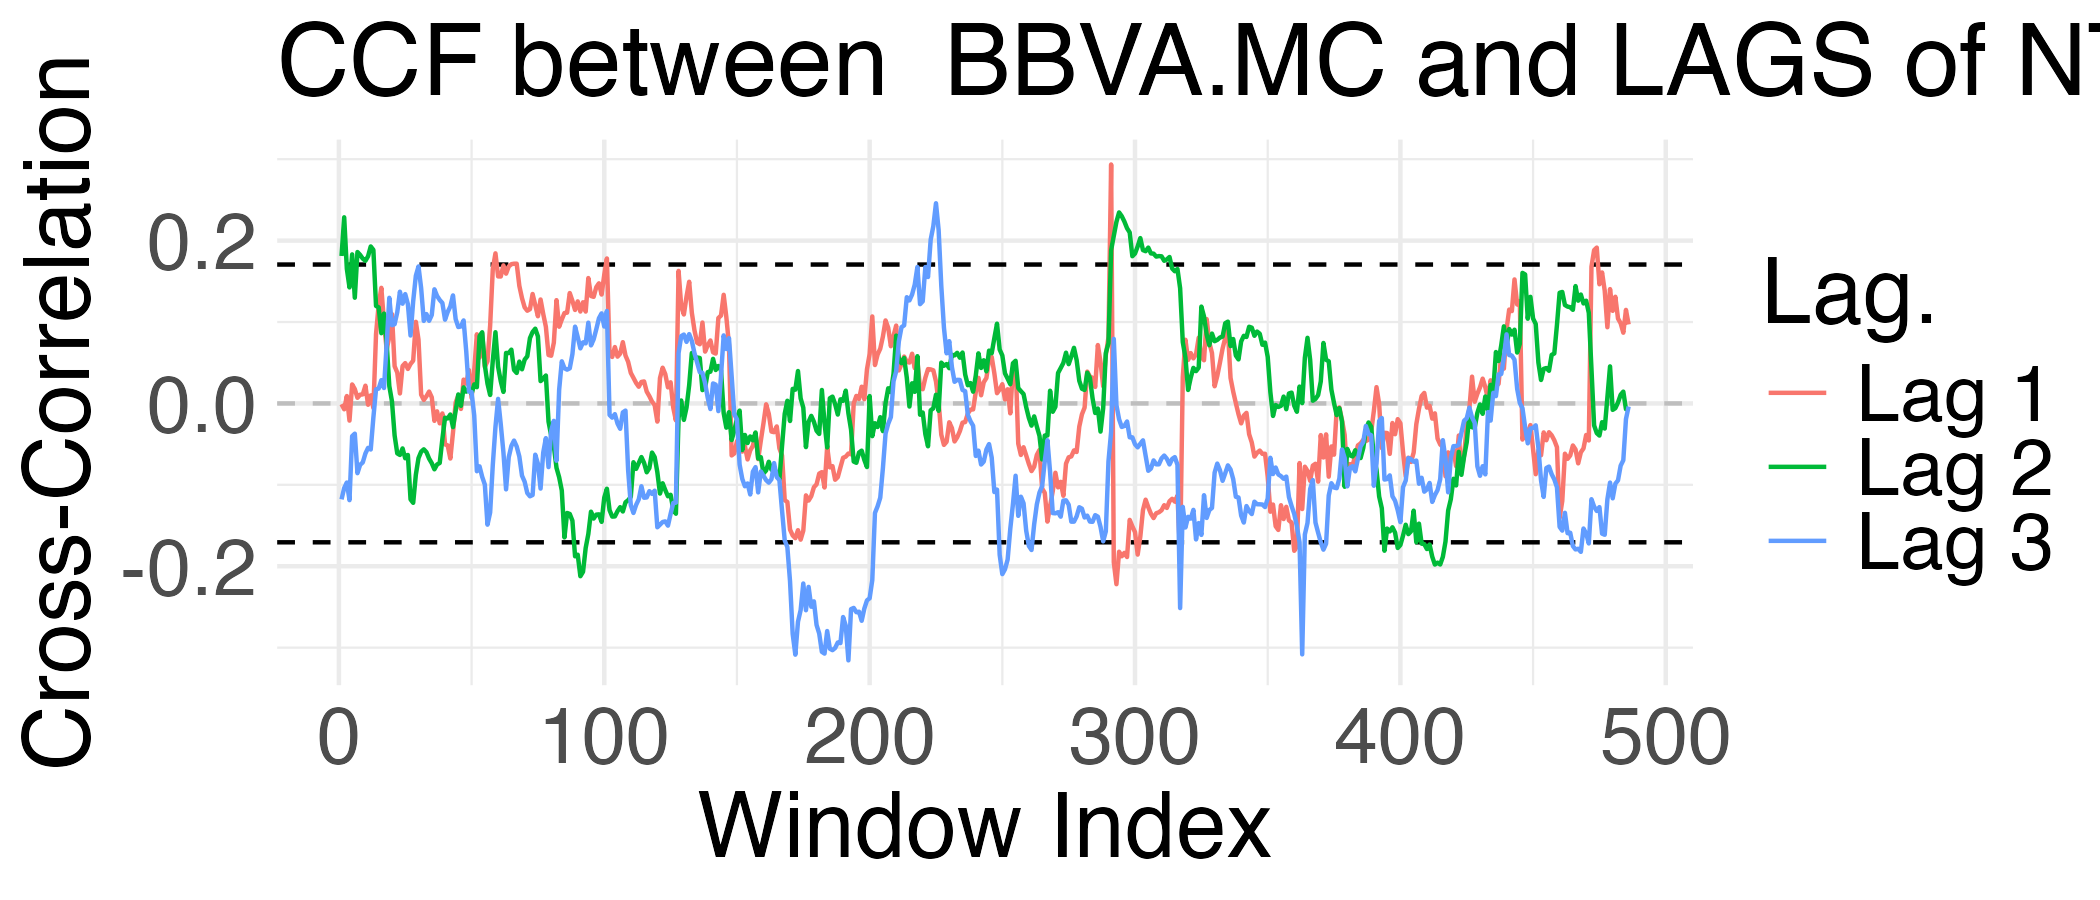 CCF between  BBVA.MC and LAGS of
Cross-Correlation
0.2
0.0
-0.2
0
100
200
300
400
500
Window Index
Lag.
Lag 1
Lag 2
Lag 3